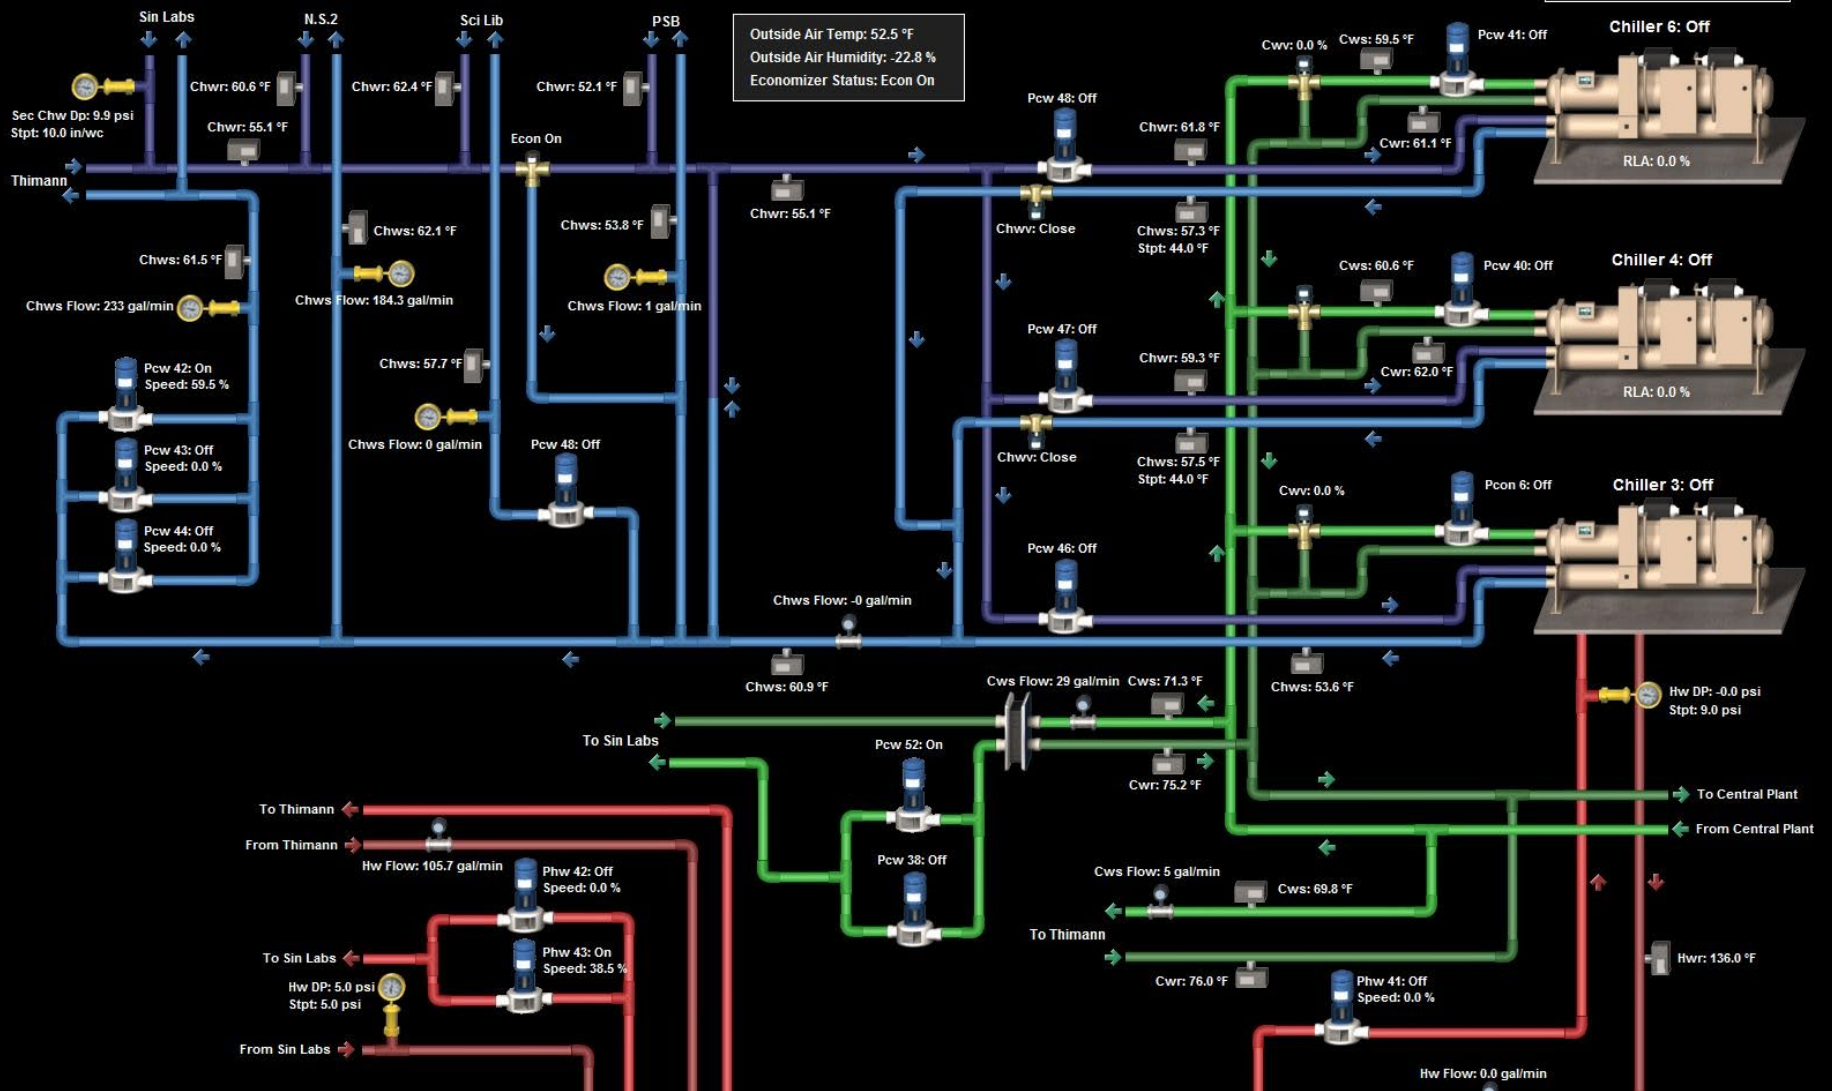 Sin Labs
N.S.2
Sci Lib
PSB
Outside Air Temp: 52.5 °F
Outside Air Humidity: -22.8 %
Economizer Status: Econ On
Chiller 6: Off
Cwv: 0.0 %
Cws: 59.5°F
Pcw 41: Off
Chwr: 60.6 °F
Chwr: 62.4 °F
Chwr: 52.1 °F
Sec Chw Dp: 9.9 psi
Stpt: 10.0 in/wc
Chwr: 55.1 °F
Econ On
Pcw 48: Off
Chwr: 61.8 °F
Cwr: 61.1 °F
RLA: 0.0 %
Thimann
Chwr: 55.1 °F
Chwv: Close
Chws: 57.3 °F
Stpt: 44.0 °F
Chws: 62.1 °F
Chws: 53.8 °F
Chws: 61.5 °F
Chws Flow: 233 gal/min
Chws Flow: 184.3 gal/min
Chws Flow: 1 gal/min
Cws: 60.6 °F
Pcw 40: Off
Chiller 4: Off
Pcw 47: Off
Chwr: 59.3 °F
Cwr: 62.0 °F
RLA: 0.0 %
Chws: 57.7 °F
Pcw 42: On
Speed: 59.5 %
Chws Flow: 0 gal/min
Pcw 43: Off
Speed: 0.0 %
Pcw 48: Off
Chwv: Close
Chws: 57.5 °F
Stpt: 44.0 °F
Cwv: 0.0 %
Pcon 6: Off
Chiller 3: Off
Pcw 44: Off
Speed: 0.0 %
Pcw 46: Off
Chws Flow: -0 gal/min
Chws: 60.9 °F
Chws: 53.6 °F
Cws Flow: 29 gal/min
Cws: 71.3 °F
Hw DP: -0.0 psi
Stpt: 9.0 psi
To Sin Labs
Pcw 52: On
Cwr: 75.2 °F
To Central Plant
From Central Plant
To Thimann
From Thimann
Hw Flow: 105.7 gal/min
Pcw 38: Off
Phw 42: Off
Speed: 0.0 %
Cws Flow: 5 gal/min
Cws: 69.8 °F
To Thimann
Cwr: 76.0 °F
To Sin Labs
Phw 43: On
Speed: 38.5 %
Hw DP: 5.0 psi
Stpt: 5.0 psi
Hwr: 136.0 °F
Phw 41: Off
Speed: 0.0 %
From Sin Labs
Hw Flow: 0.0 gal/min